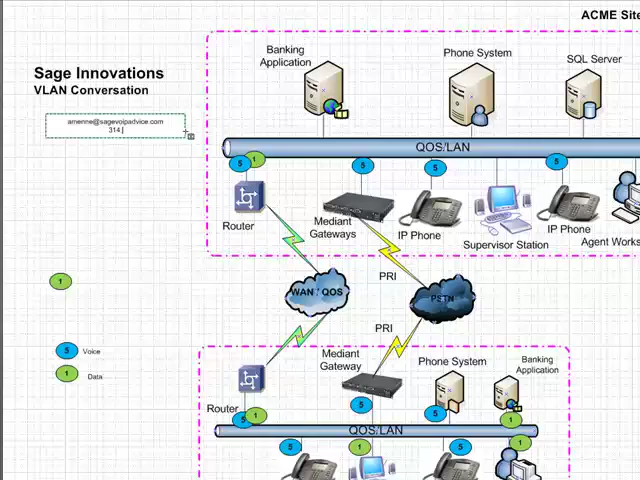 ACME Site
Sage Innovations
VLAN Conversation
amenne@sagevoipadvice.com
314
Banking
Application
Phone System
SQL Server
QOS/LAN
5
1
5
5
5
Router
Mediant
Gateways
IP Phone
Supervisor Station
IP Phone
Agent Works
PRI
WAN / QOS
PSTN
1
PRI
5 Voice
1 Data
Mediant
Gateway
Phone System
Banking
Application
Router
5
1
5
5
1
QOS/LAN
5
1
5
1